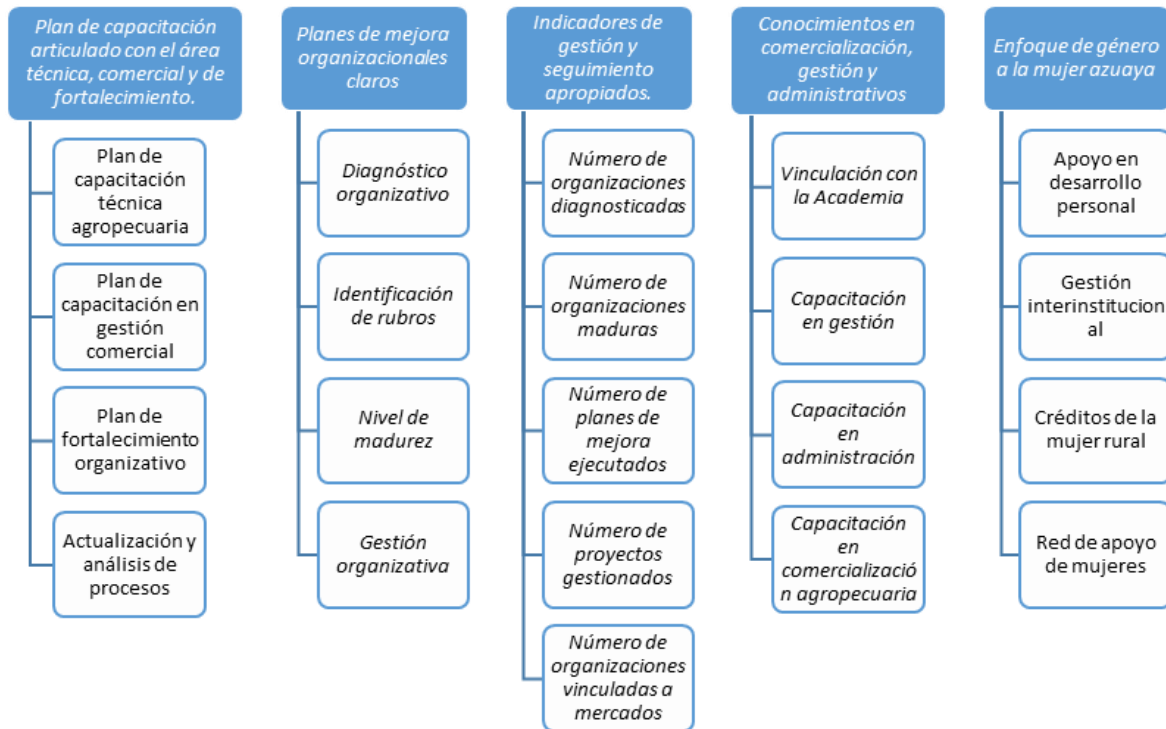 Plan de capacitación
articulado con el área
técnica, comercial y de
fortalecimiento.
Plan de
capacitación
técnica
agropecuaria
Plan de
capacitación en
gestión
comercial
Plan de
fortalecimiento
organizativo
Actualización y
análisis de
procesos
Planes de mejora
organizacionales
claros
Diagnóstico
organizativo
Identificación
de rubros
Nivel de
madurez
Gestión
organizativa
Indicadores de
gestión y
seguimiento
apropiados.
Número de
organizaciones
diagnosticadas
Número de
organizaciones
maduras
Número de
planes de
mejora
ejecutados
Número de
proyectos
gestionados
Número de
organizaciones
vinculadas a
mercados
Conocimientos en
comercialización,
gestión y
administrativos
Vinculación con
la Academia
Capacitación
en gestión
Capacitación
en
administración
Capacitación
en
comercializació
n agropecuaria
Enfoque de género
a la mujer azuaya
Apoyo en
desarrollo
personal
Gestión
interinstitucion
al
Créditos de la
mujer rural
Red de apoyo
de mujeres